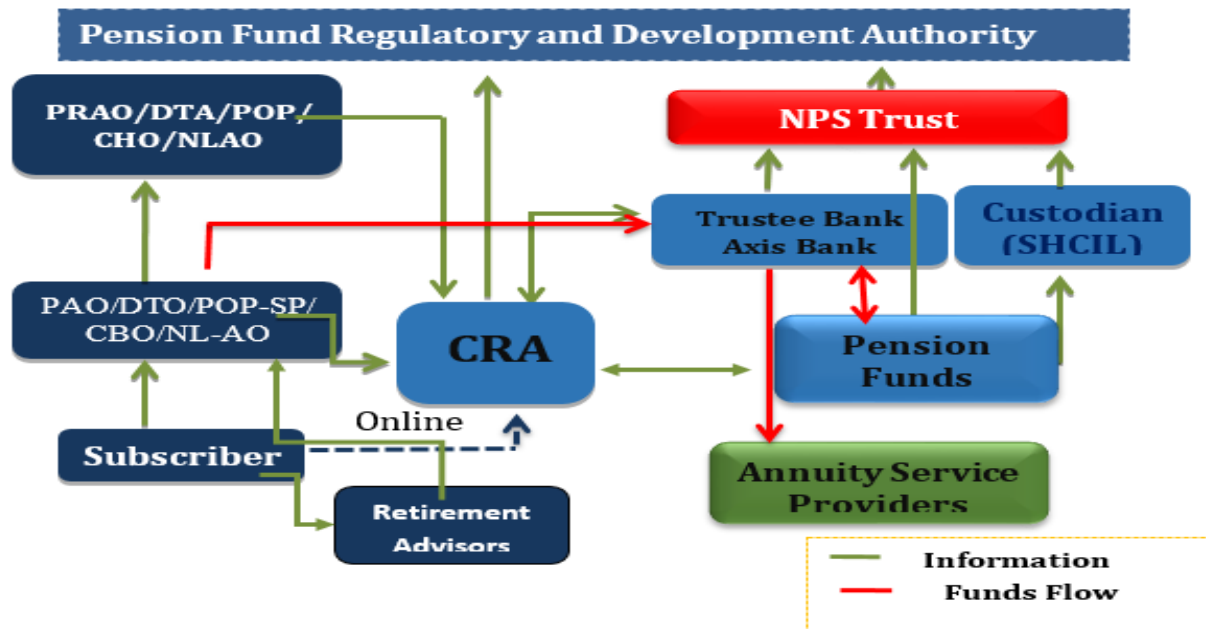 Pension Fund Regulatory and Development Authority
PRAO/DTA/POP/
CHO/NLAO
NPS Trust
Trustee Bank
Axis Bank
Custodian
(SHCIL)
PAO/DTO/POP-SP/
CBO/NL-AO
CRA
Pension
Funds
Online
Subscriber
Annuity Service
Providers
Retirement
Advisors
Information
Funds Flow